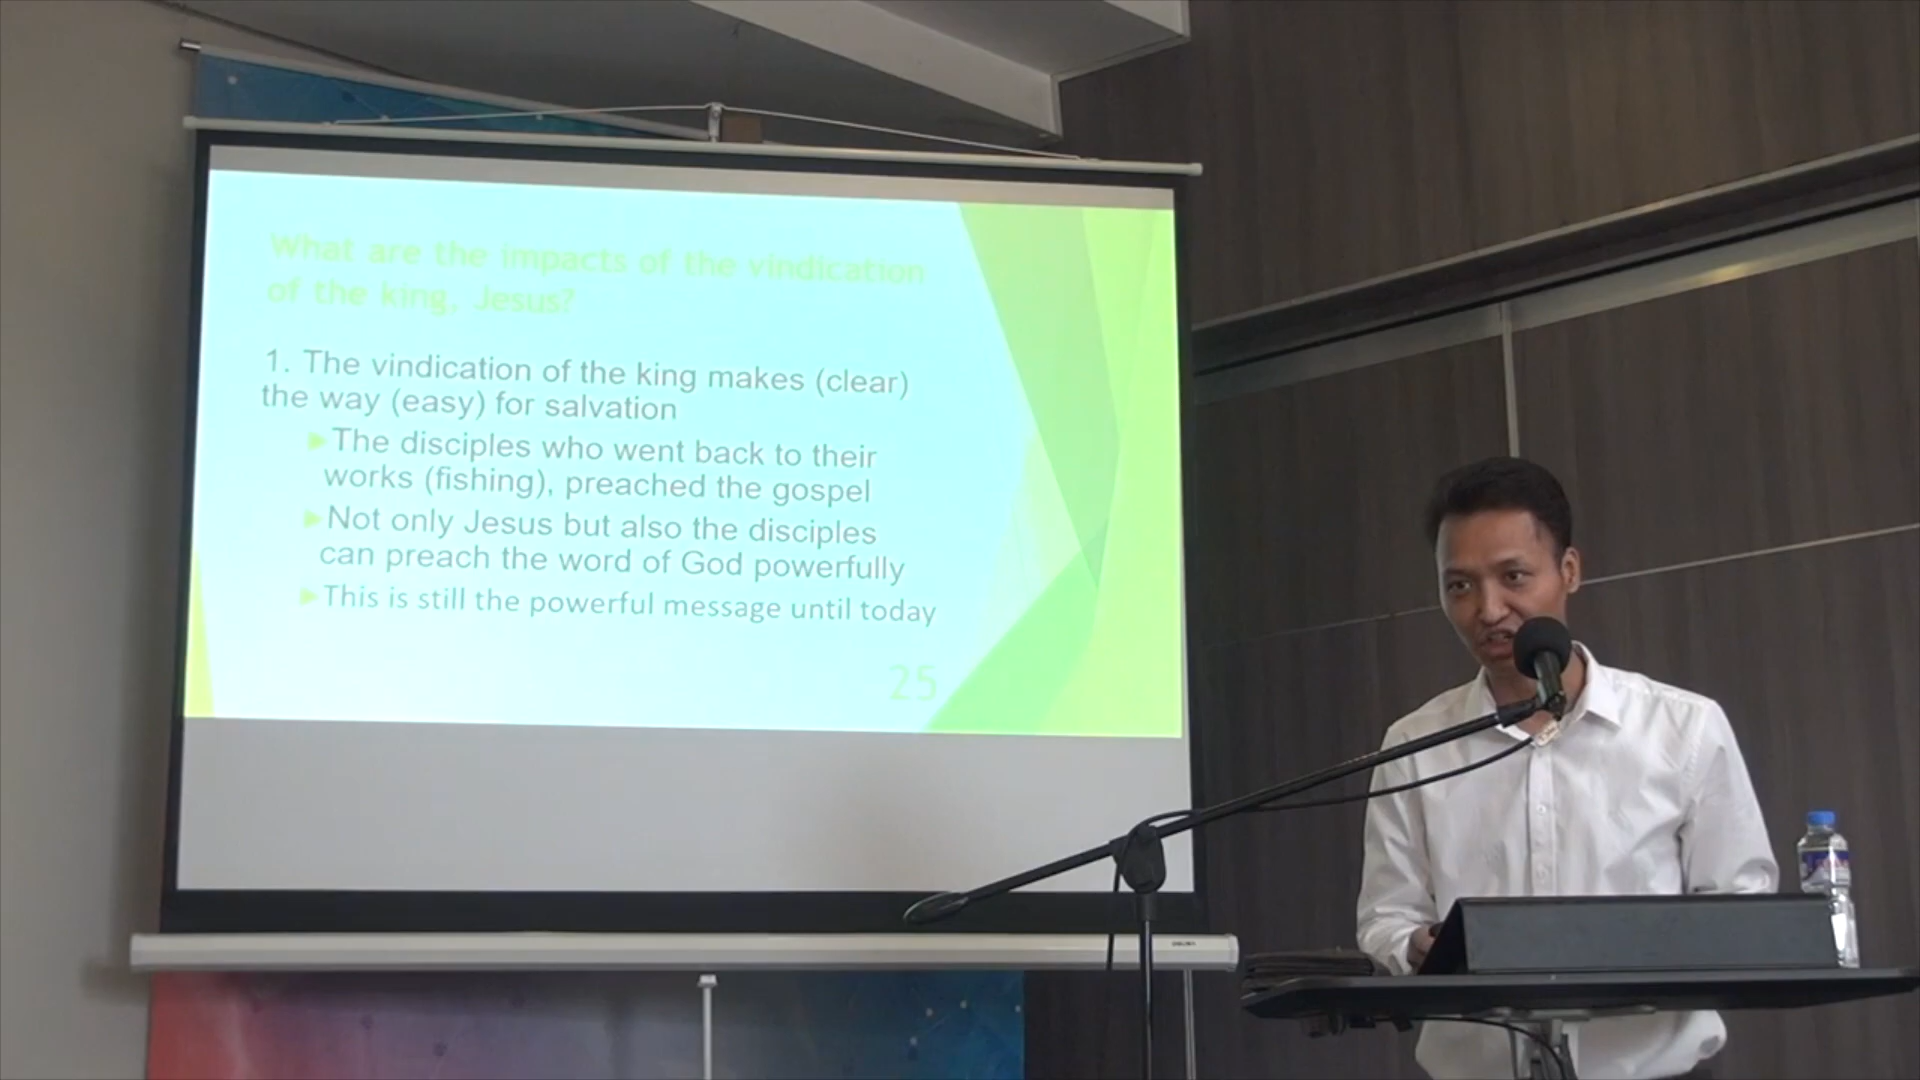 What are the impacts of the vindication
of the king, Jesus?
1. The vindication of the king makes (clear)
the way (easy) for salvation
The disciples who went back to their
works (fishing), preached the gospel
Not only Jesus but also the disciples
can preach the word of God powerfully
This is still the powerful message until today
25